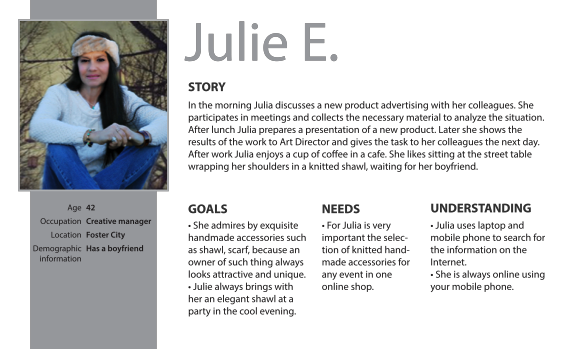 Julie E.
STORY
In the morning Julia discusses a new product advertising with her colleagues. She
participates in meetings and collects the necessary material to analyze the situation.
After lunch Julia prepares a presentation of a new product. Later she shows the
results of the work to Art Director and gives the task to her colleagues the next day.
After work Julia enjoys a cup of coffee in a cafe. She likes sitting at the street table
wrapping her shoulders in a knitted shawl, waiting for her boyfriend.
Age 42
Occupation Creative manager
Location Foster City
Demographic Has a boyfriend
information
GOALS
• She admires by exquisite
handmade accessories such
as shawl, scarf, because an
owner of such thing always
looks attractive and unique.
• Julie always brings with
her an elegant shawl at a
party in the cool evening.
NEEDS
• For Julia is very
important the selec-
tion of knitted hand-
made accessories for
any event in one
online shop.
UNDERSTANDING
• Julia uses laptop and
mobile phone to search for
the information on the
Internet.
• She is always online using
your mobile phone.